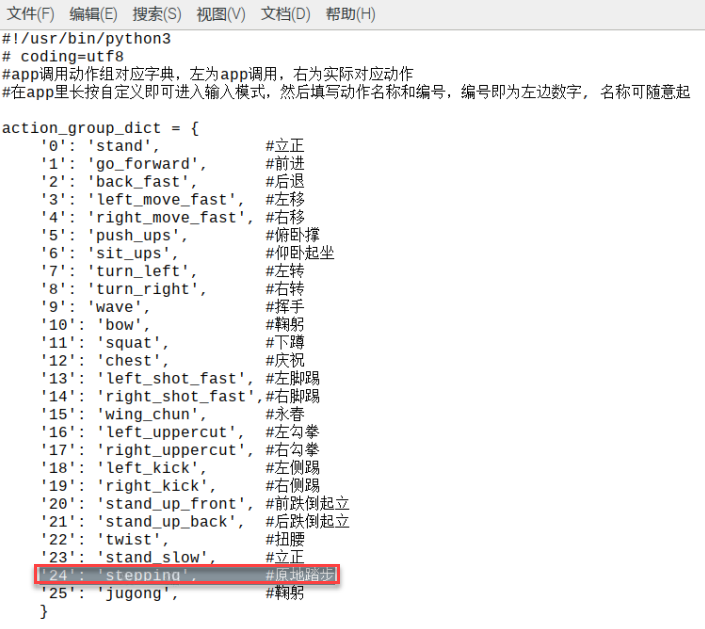 文件(F) 编辑(E) 搜索(S) 视图(V) 文档(D) 帮助(H)
#!/usr/bin/python3
# coding=utf8
#app调用动作组对应字典，左为app调用，右为实际对应动作
#在app里长按自定义即可进入输入模式，然后填写动作名称和编号，编号即为左边数字, 名称可随意起
action_group_dict = {
'0': 'stand', #立正
'1': 'go_forward', #前进
'2': 'back_fast', #后退
'3': 'left_move_fast', #左移
'4': 'right_move_fast', #右移
'5': 'push_ups', #俯卧撑
'6': 'sit_ups', #仰卧起坐
'7': 'turn_left', #左转
'8': 'turn_right', #右转
'9': 'wave', #挥手
'10': 'bow', #鞠躬
'11': 'squat', #下蹲
'12': 'chest', #庆祝
'13': 'left_shot_fast', #左脚踢
'14': 'right_shot_fast',#右脚踢
'15': 'wing_chun', #永春
'16': 'left_uppercut', #左勾拳
'17': 'right_uppercut', #右勾拳
'18': 'left_kick', #左侧踢
'19': 'right_kick', #右侧踢
'20': 'stand_up_front', #前跌倒起立
'21': 'stand_up_back', #后跌倒起立
'22': 'twist', #扭腰
'23': 'stand_slow', #立正
'24': 'stepping', #原地踏步
'25': 'jugong', #鞠躬
}